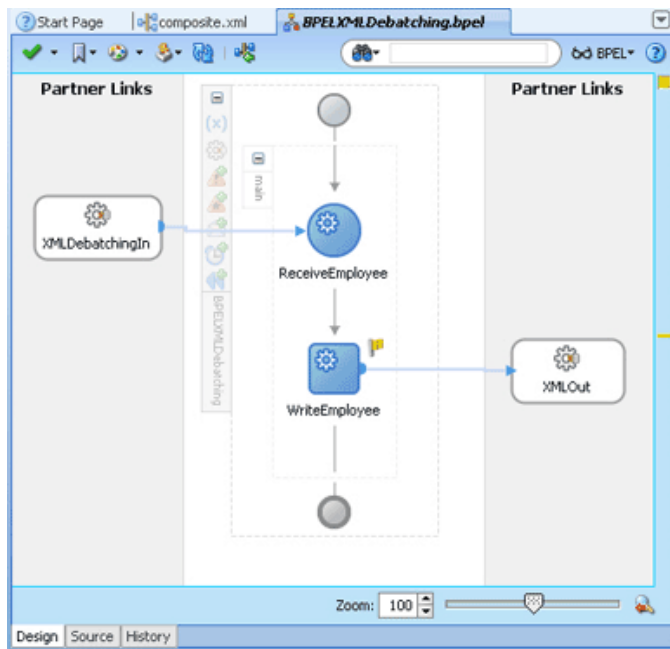 Start Page composite.xml BPELXMLDebatching.bpel
BPEL
Partner Links Partner Links
main
XMLDebatchingIn
ReceiveEmployee
BPELXMLDebatching
WriteEmployee
XMLOut
Zoom: 100
Design Source History